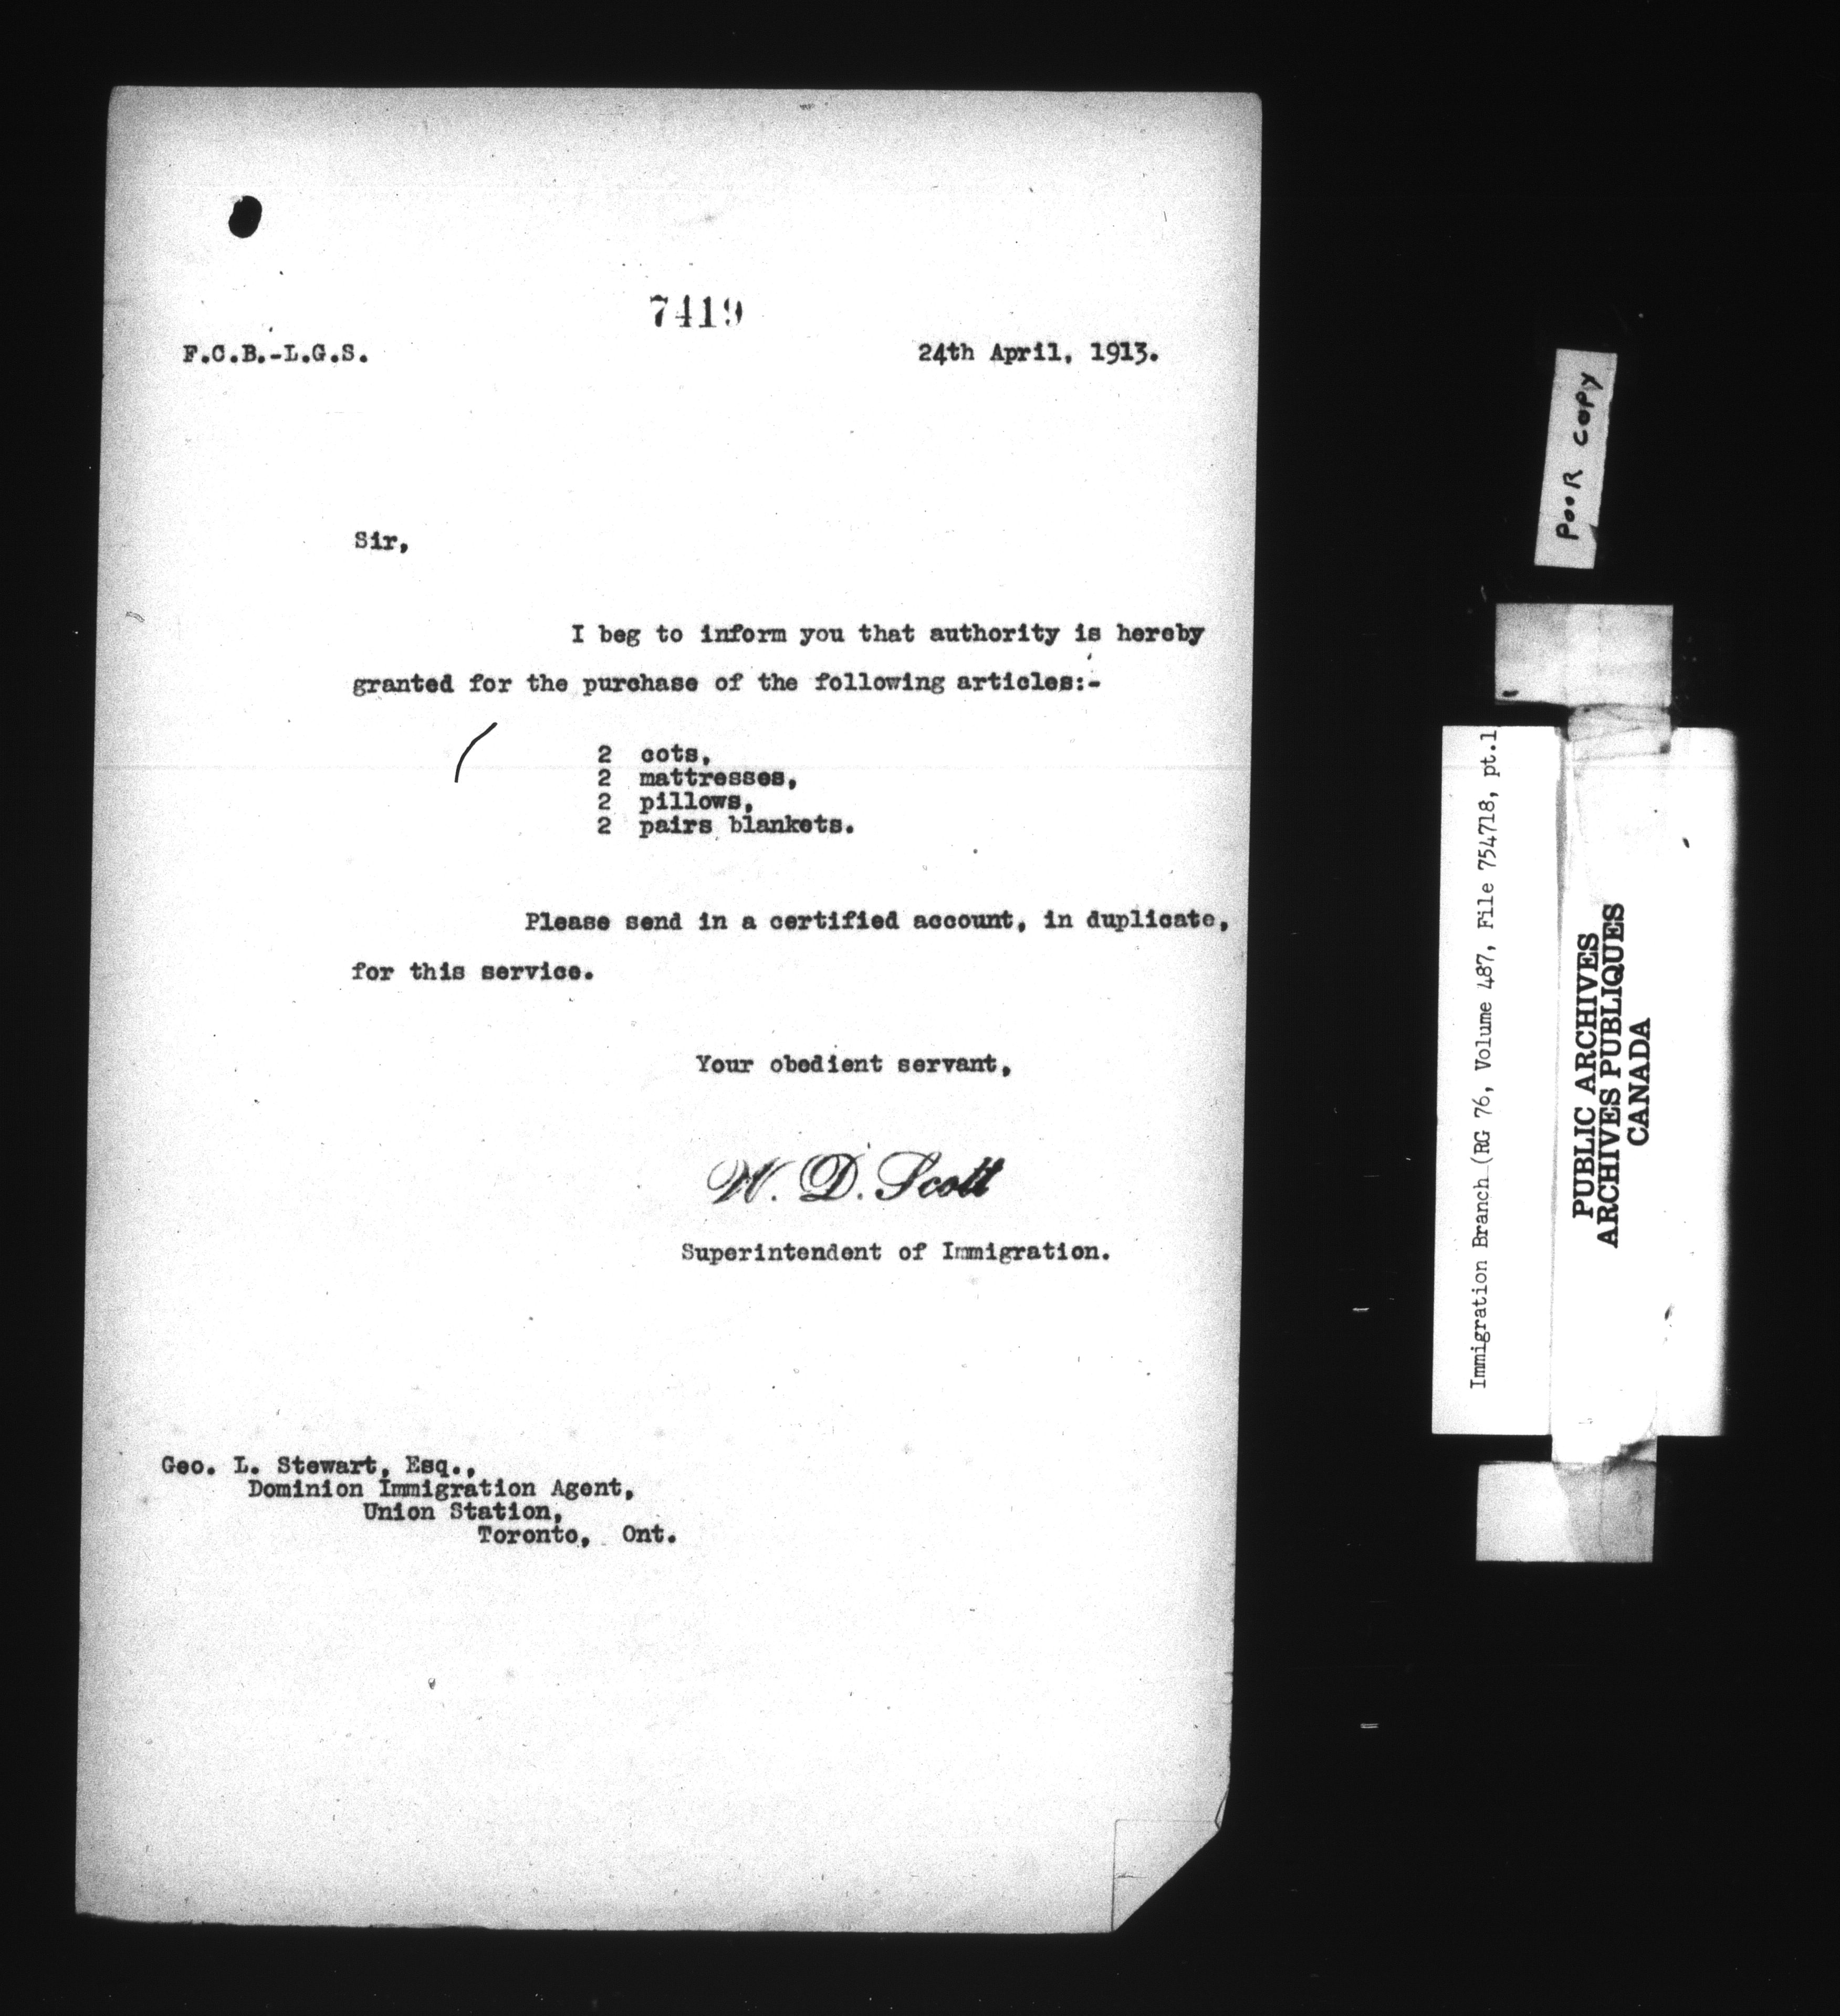 7419
F.C.B.-L.G.S. 24th April, 1913.
Sir,
I beg to inform you that authority is hereby
granted for the purchase of the following articles:-
2 cots,
2 mattresses,
2 pillows,
2 pairs blankets.
Please send in a certified account, in duplicate,
for this service.
Your obedient servant,
W. D. Scott
Superintendent of Immigration.
Geo. L. Stewart, Esq.,
Dominion Immigration Agent,
Union Station,
Toronto, Ont.
POOR COPY
Immigration Branch (RG 76, Volume 487, File 754718, pt.1
PUBLIC ARCHIVES
ARCHIVES PUBLIQUES
CANADA